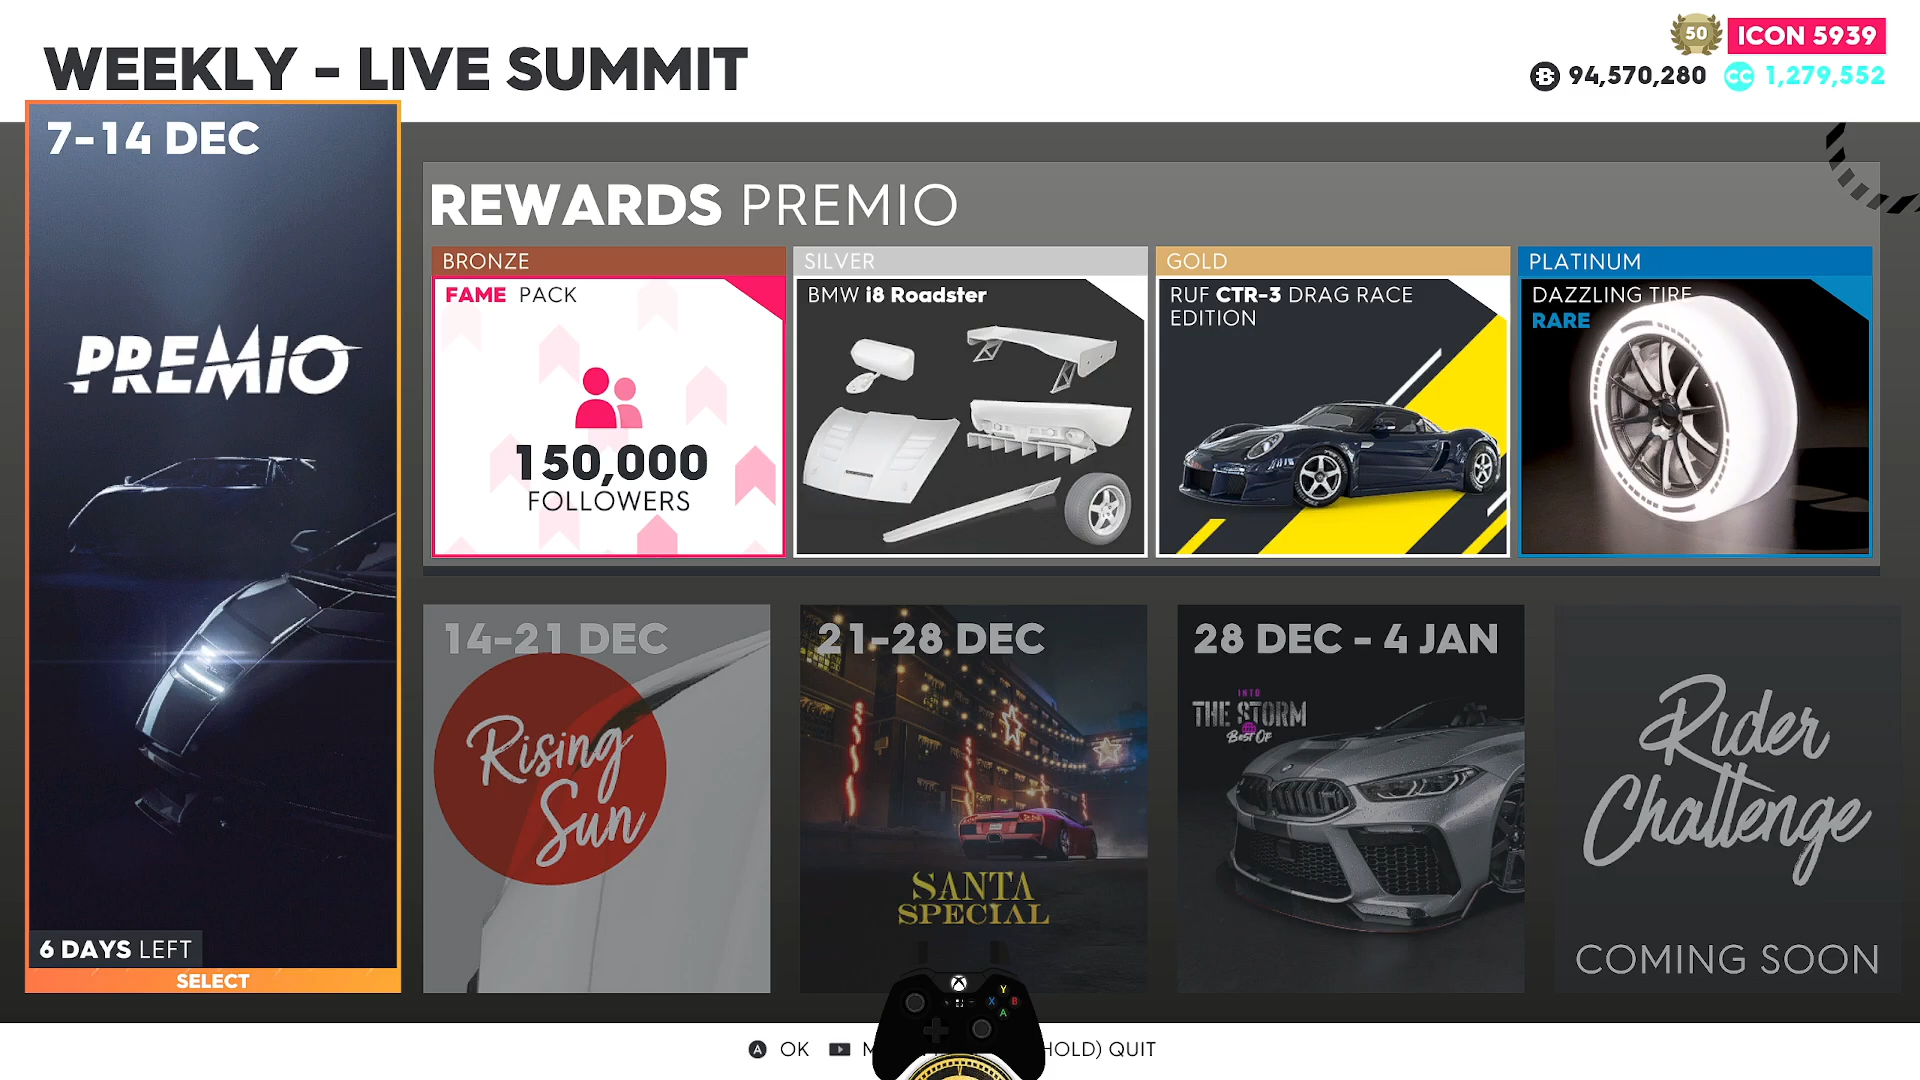 WEEKLY - LIVE SUMMIT
50
ICON 5939
94,570,280
CC 1,279,552
7-14 DEC
PREMIO
6 DAYS LEFT
SELECT
REWARDS PREMIO
BRONZE
FAME PACK
150,000
FOLLOWERS
SILVER
BMW i8 Roadster
GOLD
RUF CTR-3 DRAG RACE
EDITION
PLATINUM
DAZZLING TIRE
RARE
14-21 DEC
Rising
Sun
21-28 DEC
SANTA
SPECIAL
28 DEC - 4 JAN
INTO
THE STORM
Best Of
Rider
Challenge
COMING SOON
Y
X B
A
A OK
HOLD) QUIT